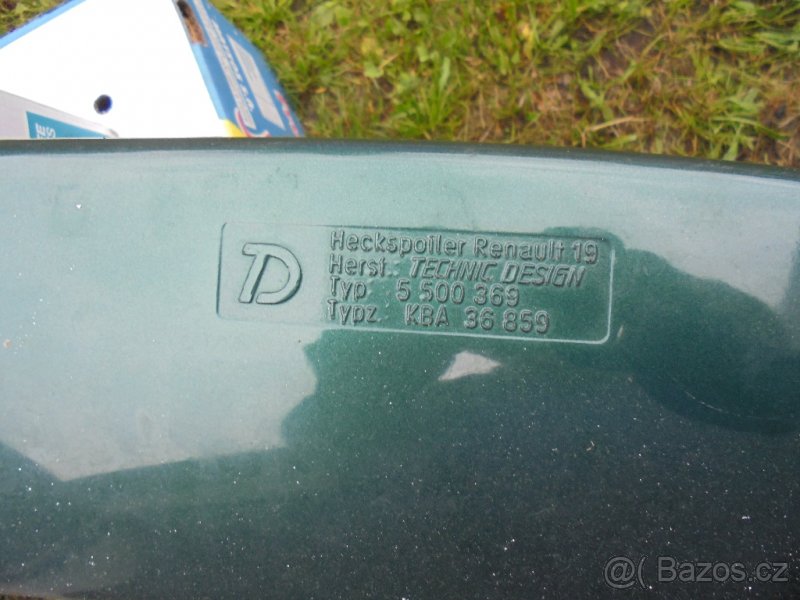 TD
Heckspoiler Renault 19
Herst.: TECHNIC DESIGN
Typ 5 500 369
Typz. KBA 36 859
@ Bazos.cz